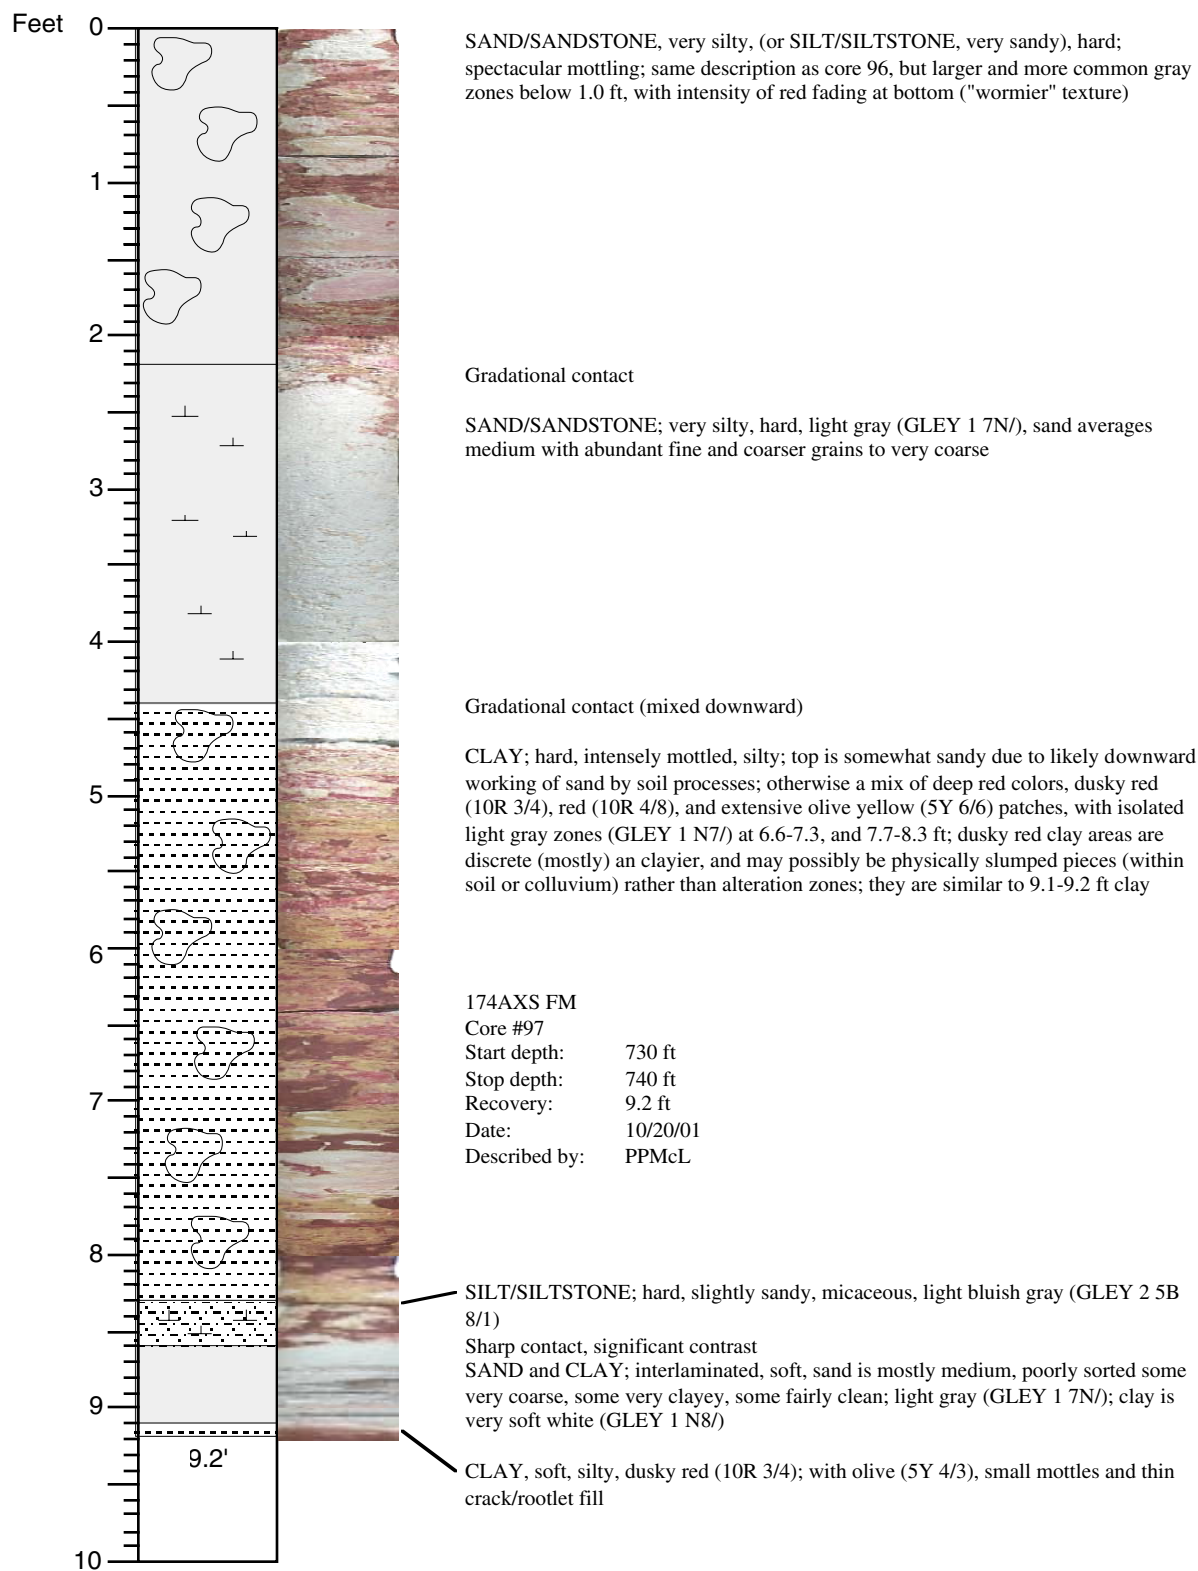 Feet
0
SAND/SANDSTONE, very silty, (or SILT/SILTSTONE, very sandy), hard;
spectacular mottling; same description as core 96, but larger and more common gray
zones below 1.0 ft, with intensity of red fading at bottom ("wormier" texture)
1
2
Gradational contact
SAND/SANDSTONE; very silty, hard, light gray (GLEY 1 7N/), sand averages
medium with abundant fine and coarser grains to very coarse
3
4
Gradational contact (mixed downward)
CLAY; hard, intensely mottled, silty; top is somewhat sandy due to likely downward
working of sand by soil processes; otherwise a mix of deep red colors, dusky red
(10R 3/4), red (10R 4/8), and extensive olive yellow (5Y 6/6) patches, with isolated
light gray zones (GLEY 1 N7/) at 6.6-7.3, and 7.7-8.3 ft; dusky red clay areas are
discrete (mostly) an clayier, and may possibly be physically slumped pieces (within
soil or colluvium) rather than alteration zones; they are similar to 9.1-9.2 ft clay
5
6
174AXS FM
Core #97
Start depth: 730 ft
Stop depth: 740 ft
Recovery: 9.2 ft
Date: 10/20/01
Described by: PPMcL
7
8
SILT/SILTSTONE; hard, slightly sandy, micaceous, light bluish gray (GLEY 2 5B
8/1)
Sharp contact, significant contrast
SAND and CLAY; interlaminated, soft, sand is mostly medium, poorly sorted some
very coarse, some very clayey, some fairly clean; light gray (GLEY 1 7N/); clay is
very soft white (GLEY 1 N8/)
9
9.2'
CLAY, soft, silty, dusky red (10R 3/4); with olive (5Y 4/3), small mottles and thin
crack/rootlet fill
10